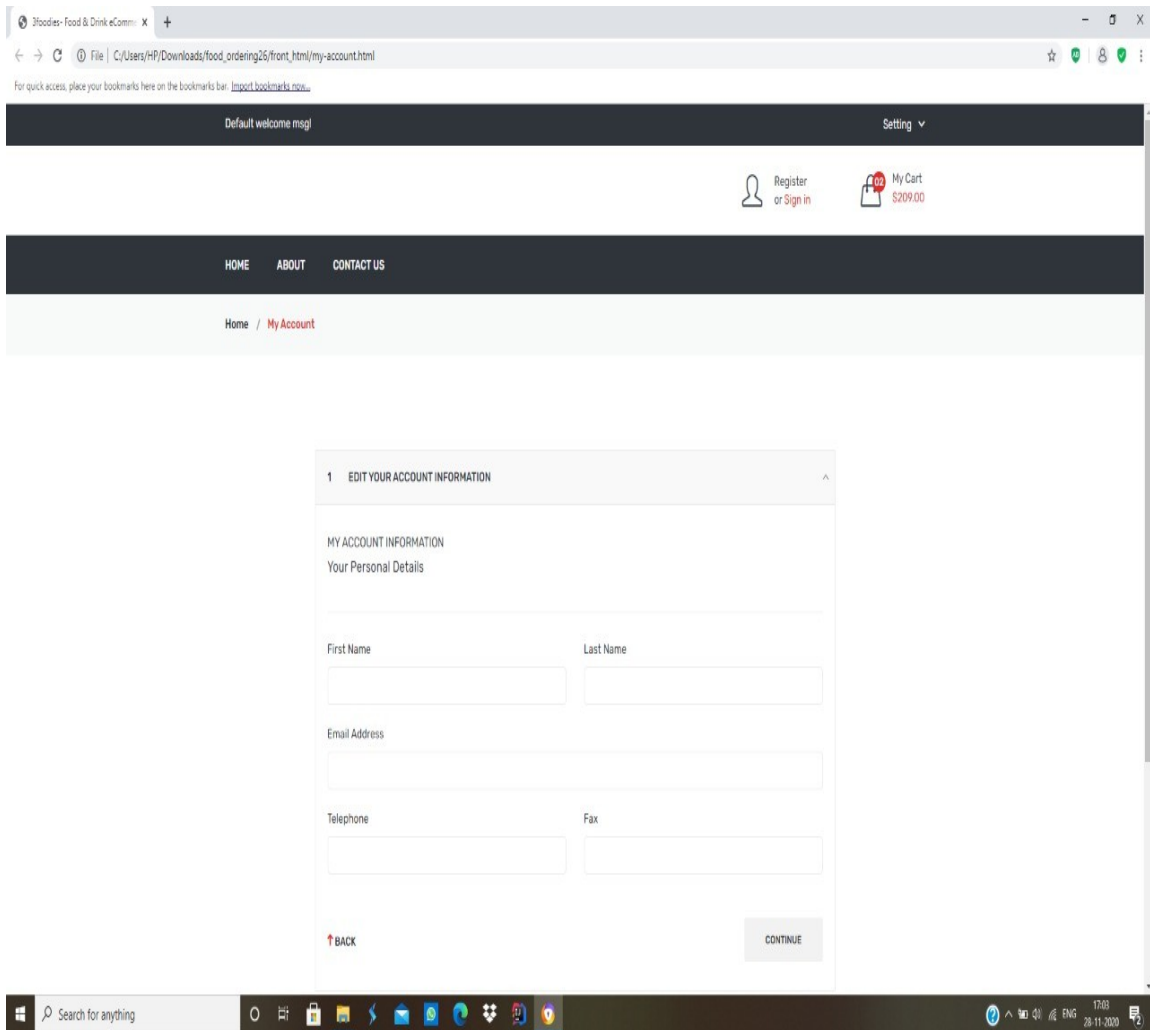 3foodies- Food & Drink eComme
File | C:/Users/HP/Downloads/food_ordering26/front_html/my-account.html
For quick access, place your bookmarks here on the bookmarks bar. Import bookmarks now...
Default welcome msg! Setting
Register
or Sign in
02
My Cart
$209.00
HOME ABOUT CONTACT US
Home / My Account
1 EDIT YOUR ACCOUNT INFORMATION
MY ACCOUNT INFORMATION
Your Personal Details
First Name Last Name
Email Address
Telephone Fax
BACK CONTINUE
Search for anything
ENG
17:03
28-11-2020
2